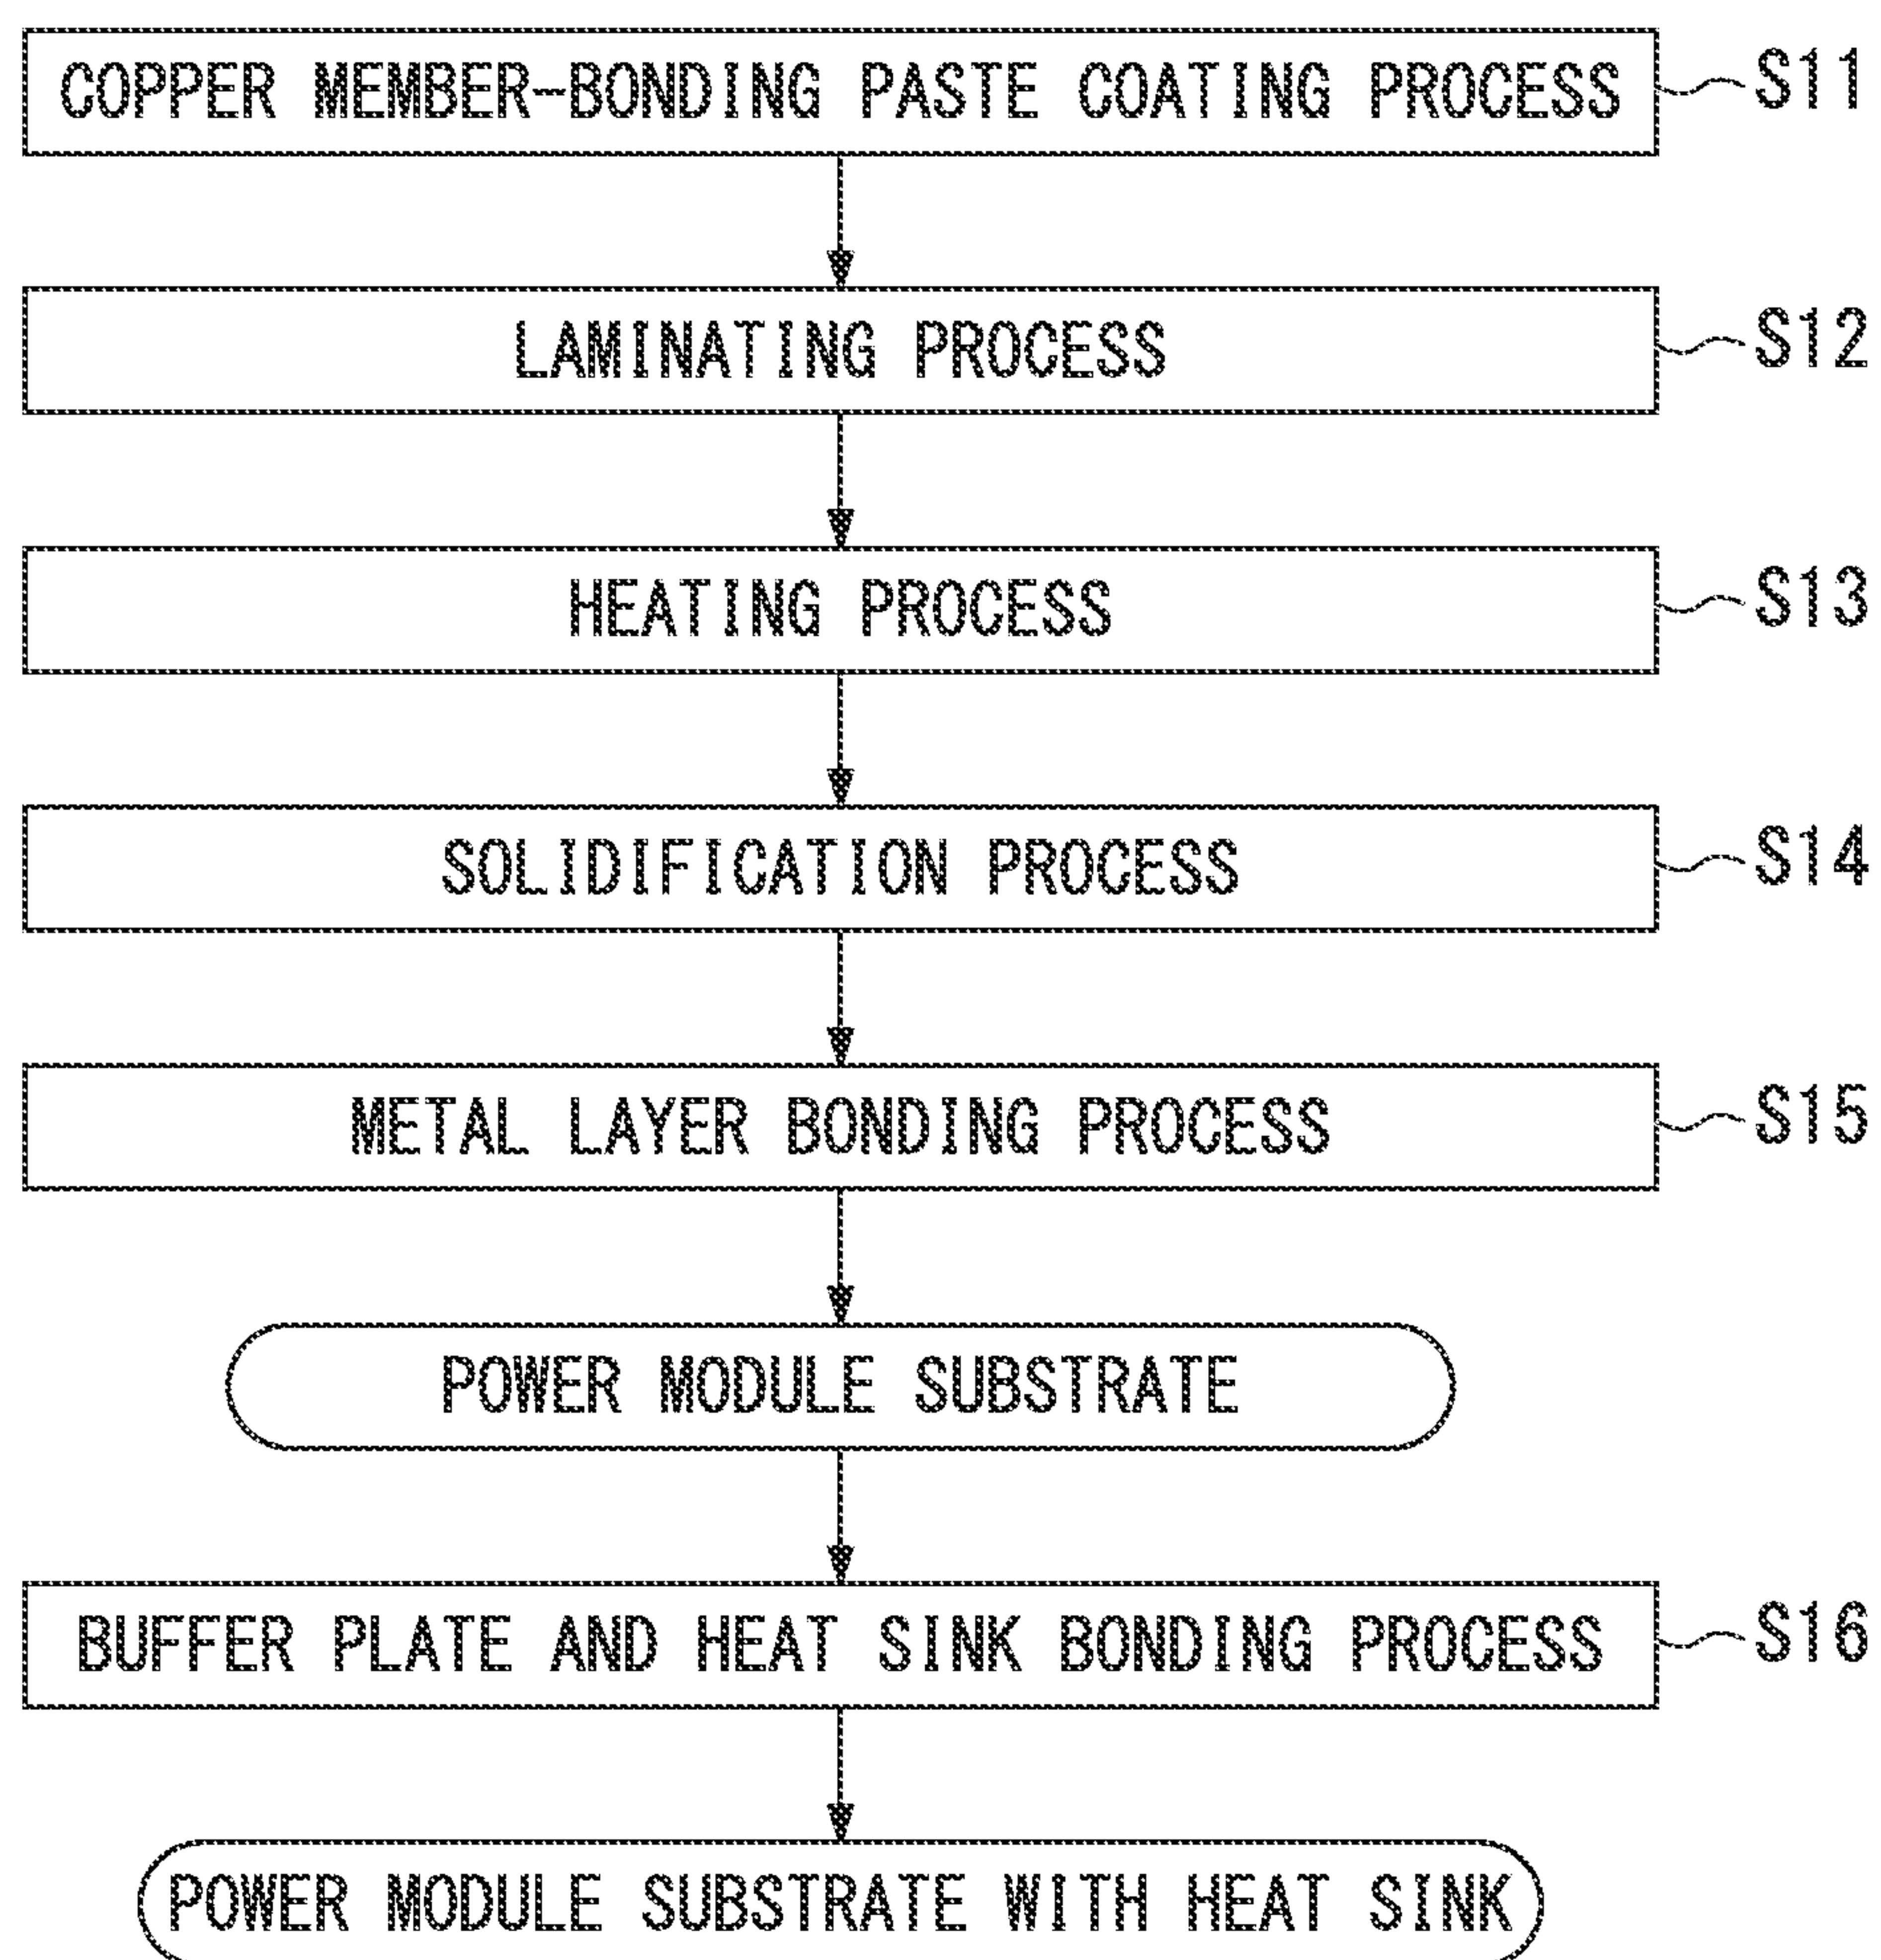 COPPER MEMBER-BONDING PASTE COATING PROCESS S11
LAMINATING PROCESS S12
HEATING PROCESS S13
SOLIDIFICATION PROCESS S14
METAL LAYER BONDING PROCESS S15
POWER MODULE SUBSTRATE
BUFFER PLATE AND HEAT SINK BONDING PROCESS S16
POWER MODULE SUBSTRATE WITH HEAT SINK